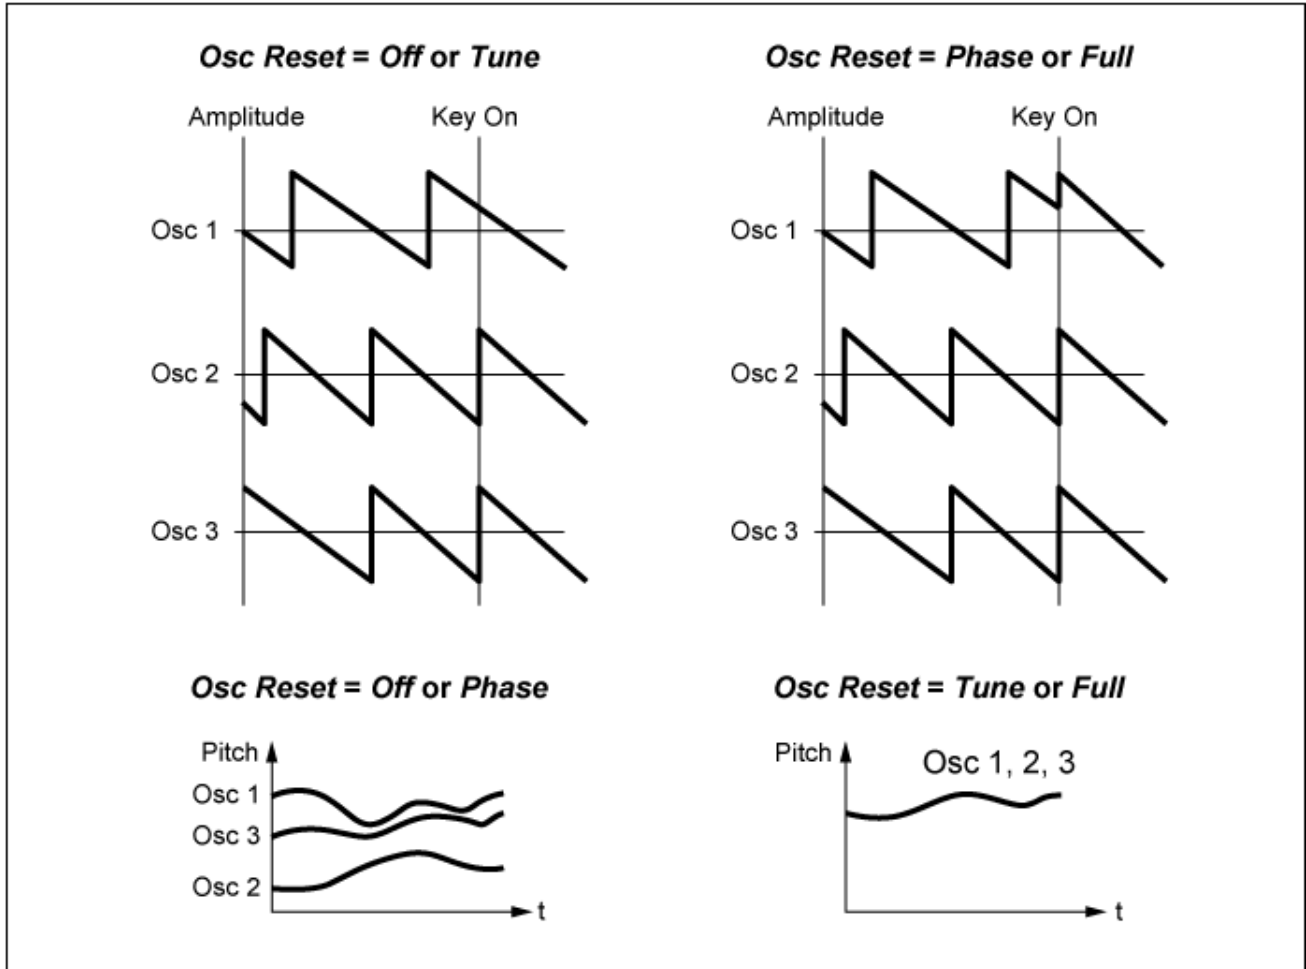 Osc Reset = Off or Tune
Amplitude Key On
Osc 1
Osc 2
Osc 3
Osc Reset = Phase or Full
Amplitude Key On
Osc 1
Osc 2
Osc 3
Osc Reset = Off or Phase
Pitch
Osc 1
Osc 3
Osc 2
t
Osc Reset = Tune or Full
Pitch
Osc 1, 2, 3
t